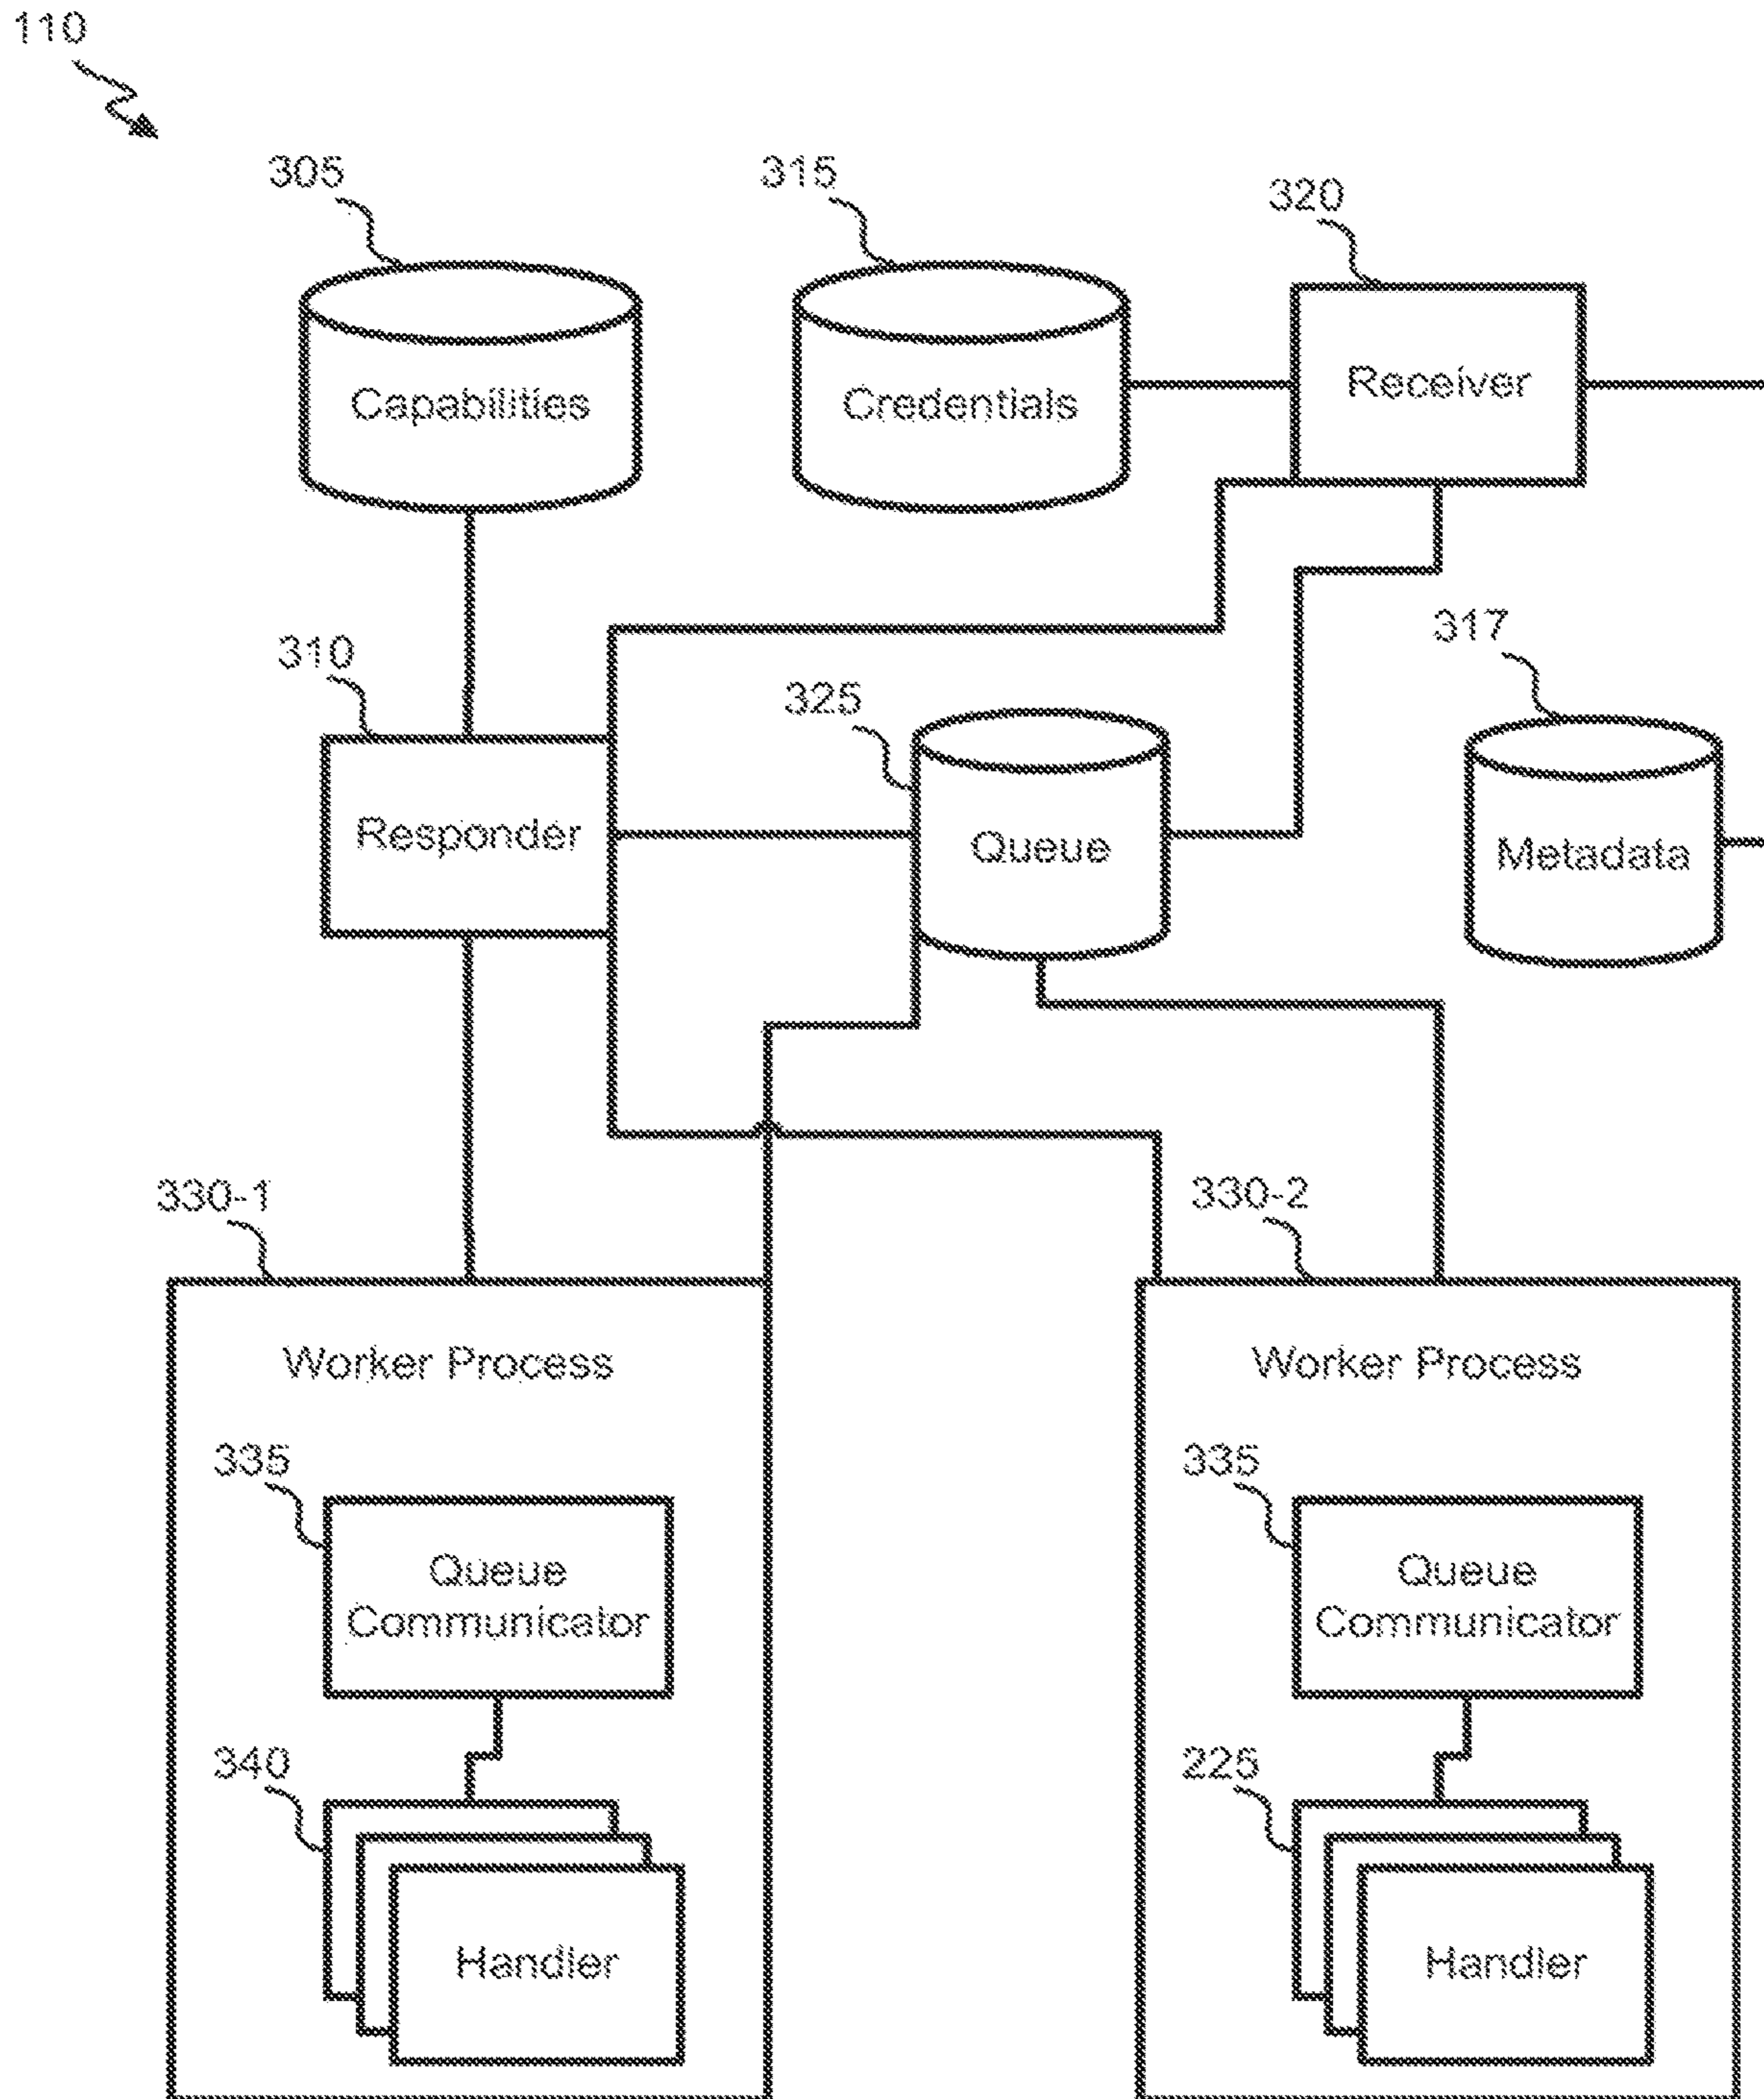 110
305
315
320
Capabilities
Credentials
Receiver
310
325
317
Responder
Queue
Metadata
330-1
330-2
Worker Process
Worker Process
335
335
Queue
Communicator
Queue
Communicator
340
225
Handler
Handler